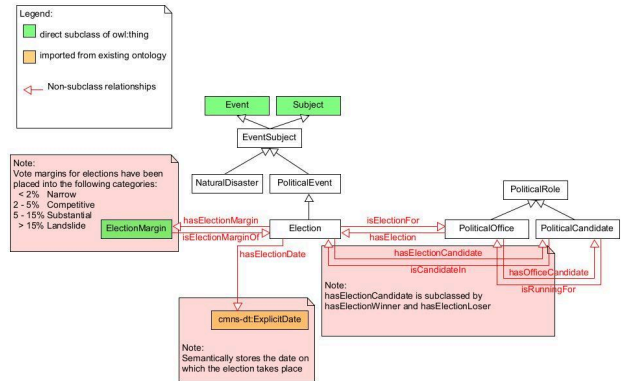 Legend:
direct subclass of owl:thing
imported from existing ontology
Non-subclass relationships
Event
Subject
EventSubject
Note:
Vote margins for elections have been
placed into the following categories:
< 2% Narrow
2 - 5% Competitive
5 - 15% Substantial
> 15% Landslide
NaturalDisaster
PoliticalEvent
PoliticalRole
ElectionMargin
hasElectionMargin
isElectionMarginOf
Election
isElectionFor
hasElection
PoliticalOffice
PoliticalCandidate
hasElectionDate
hasElectionCandidate
isCandidateIn
hasOfficeCandidate
isRunningFor
Note:
hasElectionCandidate is subclassed by
hasElectionWinner and hasElectionLoser
cmns-dt:ExplicitDate
Note:
Semantically stores the date on
which the election takes place